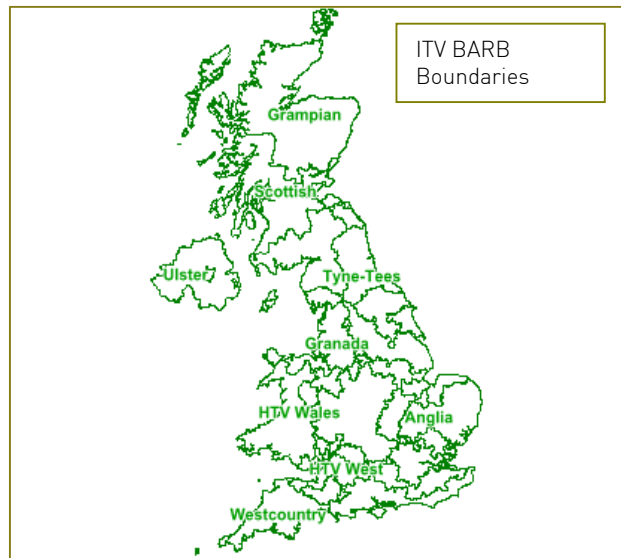 ITV BARB
Boundaries
Grampian
Scottish
Ulster
Tyne-Tees
Granada
HTV Wales
Anglia
HTV West
Westcountry